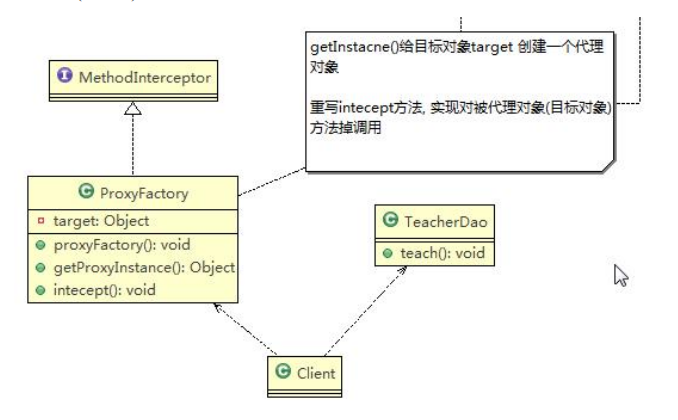 getInstacne()给目标对象target 创建一个代理
对象
重写intecept方法, 实现对被代理对象(目标对象)
方法掉调用
MethodInterceptor
ProxyFactory
target: Object
proxyFactory(): void
getProxyInstance(): Object
intecept(): void
TeacherDao
teach(): void
Client